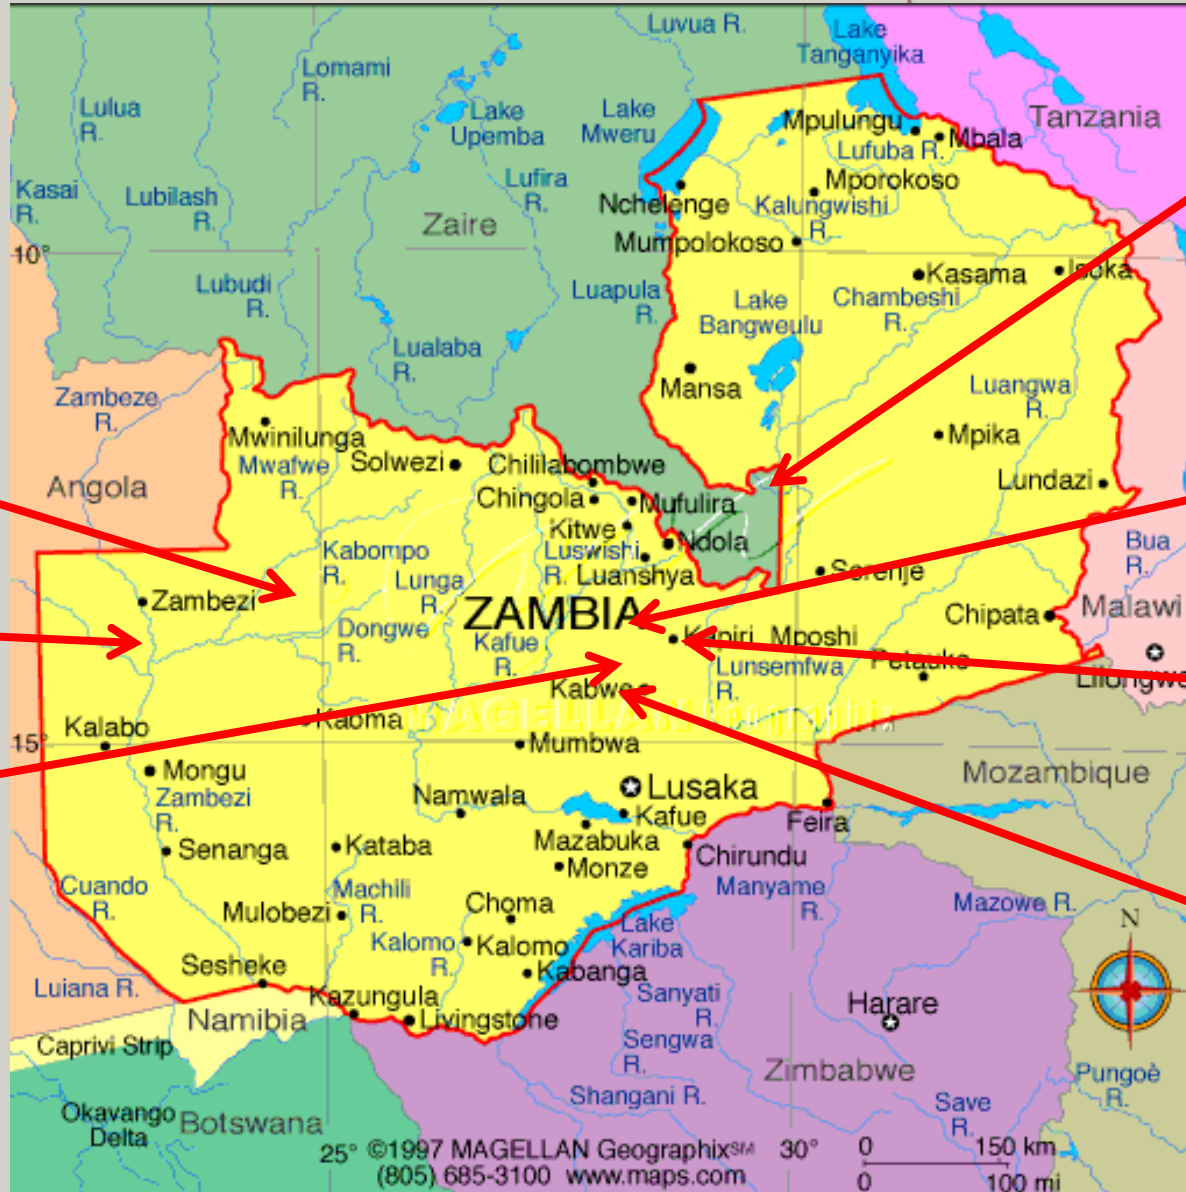 Luvua R.
Lake
Tanganyika
Lomami
R.
Lulua
R.
Lake
Upemba
Lake
Mweru
Mpulungu
Mbala
Tanzania
Lufuba R.
Kasai
R.
Lubilash
R.
Lufira
R.
Mporokoso
Nchelenge
Kalungwishi
R.
Zaire
Mumpolokoso
10°
Kasama
Isoka
Lubudi
R.
Luapula
R.
Lake
Bangweulu
Chambeshi
R.
Lualaba
R.
Mansa
Luangwa
R.
Zambeze
R.
Mwinilunga
Mwafwe
R.
Solwezi
Chililabombwe
Mpika
Angola
Chingola
Mufulira
Lundazi
Kitwe
Ndola
Luswishi
R.
Luanshya
Kabompo
R.
Lunga
R.
Bua
R.
Serenje
Zambezi
ZAMBIA
Chipata
Malawi
Dongwe
R.
Kafue
R.
Kapiri Mposhi
Lunsemfwa
R.
Petauke
Lilongwe
Kabwe
Kaoma
MAGELLAN Geographix
Kalabo
15°
Mumbwa
Mongu
Zambezi
R.
Lusaka
Mozambique
Namwala
Kafue
Feira
Senanga
Kataba
Mazabuka
Monze
Chirundu
Cuando
R.
Machili
R.
Manyame
R.
Mazowe R.
N
Mulobezi
Choma
Lake
Kariba
Kalomo
R.
Kalomo
Kabanga
Sesheke
Luiana R.
Kazungula
Livingstone
Sanyati
R.
Harare
Namibia
Caprivi Strip
Sengwa
R.
Zimbabwe
Pungoè
R.
Shangani R.
Save
R.
Okavango
Delta
Botswana
25° ©1997 MAGELLAN Geographix℠ 30° 0 150 km
(805) 685-3100 www.maps.com 0 100 mi